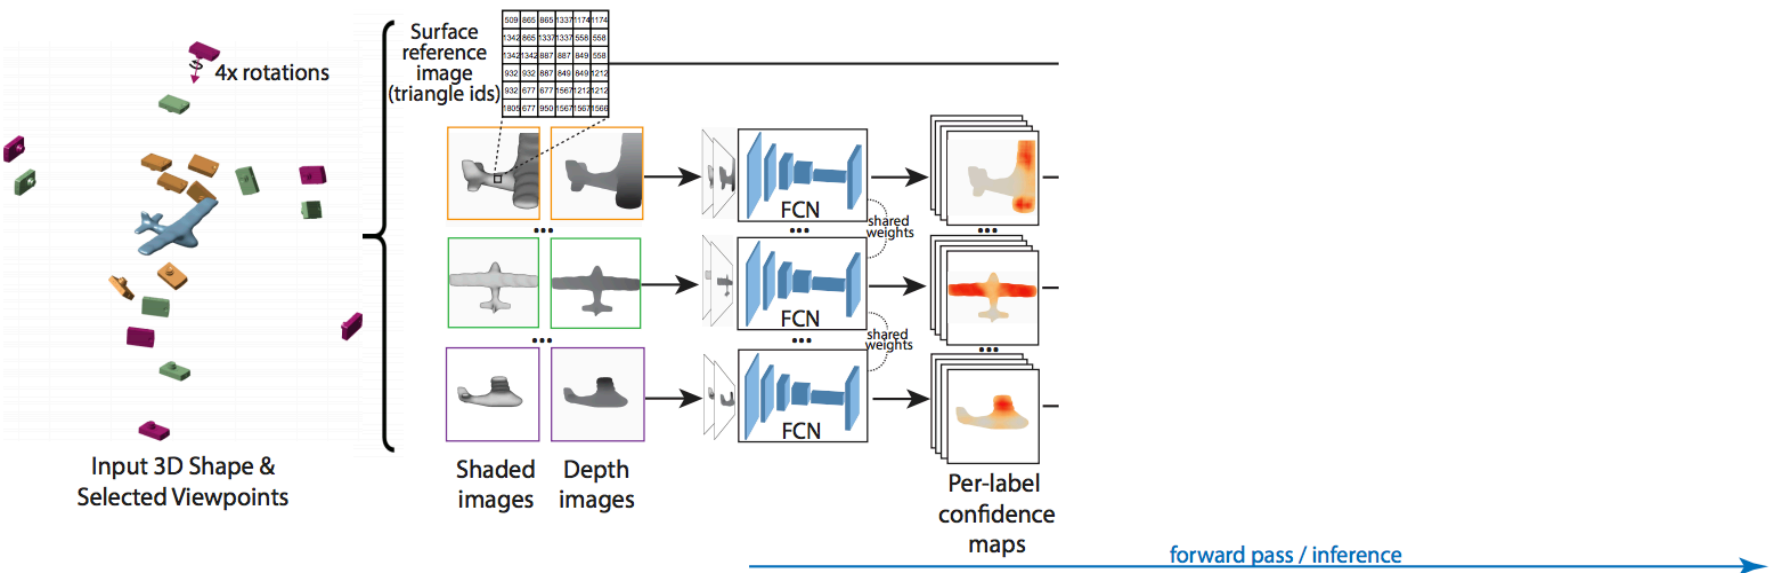 4x rotations
Input 3D Shape &
Selected Viewpoints
Surface
reference
image
(triangle ids)
509 865 865 1337 1174 1174
1342 865 1337 1337 558 558
1342 1342 887 887 849 558
932 932 887 849 849 1212
932 677 677 1567 1212 1212
1805 677 950 1567 1567 1566
...
...
Shaded
images
Depth
images
FCN
...
FCN
...
FCN
shared
weights
shared
weights
...
...
Per-label
confidence
maps
forward pass / inference